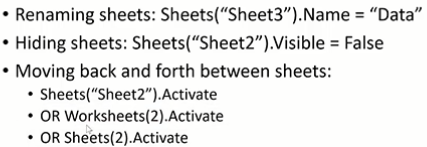 • Renaming sheets: Sheets(“Sheet3”).Name = “Data”
• Hiding sheets: Sheets(“Sheet2”).Visible = False
• Moving back and forth between sheets:
• Sheets(“Sheet2”).Activate
• OR Worksheets(2).Activate
• OR Sheets(2).Activate